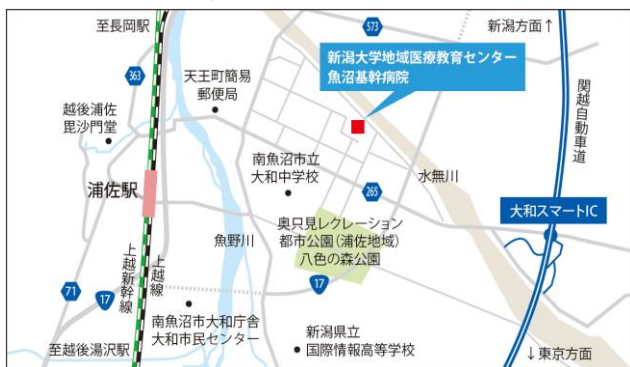 至長岡駅
573
新潟方面↑
363
天王町簡易
郵便局
新潟大学地域医療教育センター
魚沼基幹病院
越後浦佐
毘沙門堂
関越自動車道
南魚沼市立
大和中学校
265
水無川
浦佐駅
魚野川
奥只見レクレーション
都市公園(浦佐地域)
八色の森公園
大和スマートIC
71
17
上越新幹線
上越線
17
南魚沼市大和庁舎
大和市民センター
新潟県立
国際情報高等学校
至越後湯沢駅
↓東京方面